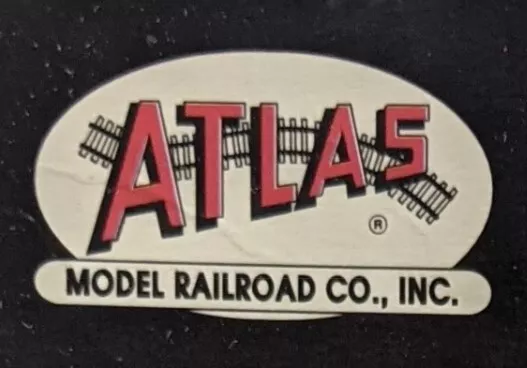 ATLAS
®
MODEL RAILROAD CO., INC.